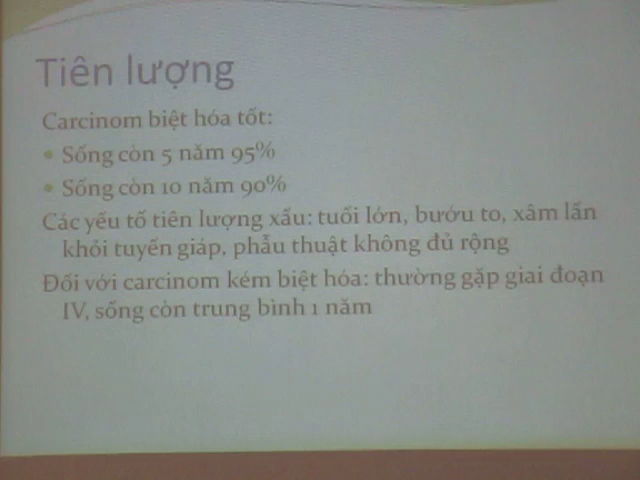 Tiên lượng
Carcinom biệt hóa tốt:
• Sống còn 5 năm 95%
• Sống còn 10 năm 90%
Các yếu tố tiên lượng xấu: tuổi lớn, bướu to, xâm lấn
khỏi tuyến giáp, phẫu thuật không đủ rộng
Đối với carcinom kém biệt hóa: thường gặp giai đoạn
IV, sống còn trung bình 1 năm